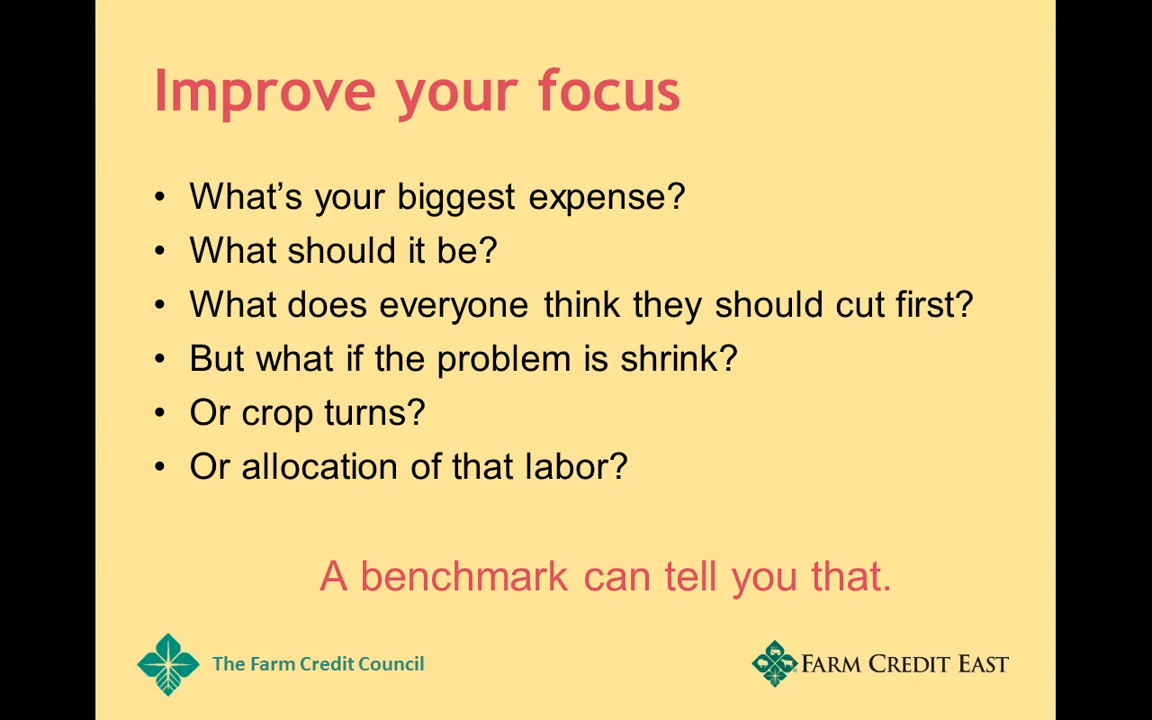 Improve your focus
• What's your biggest expense?
• What should it be?
• What does everyone think they should cut first?
• But what if the problem is shrink?
• Or crop turns?
• Or allocation of that labor?
A benchmark can tell you that.
The Farm Credit Council
FARM CREDIT EAST